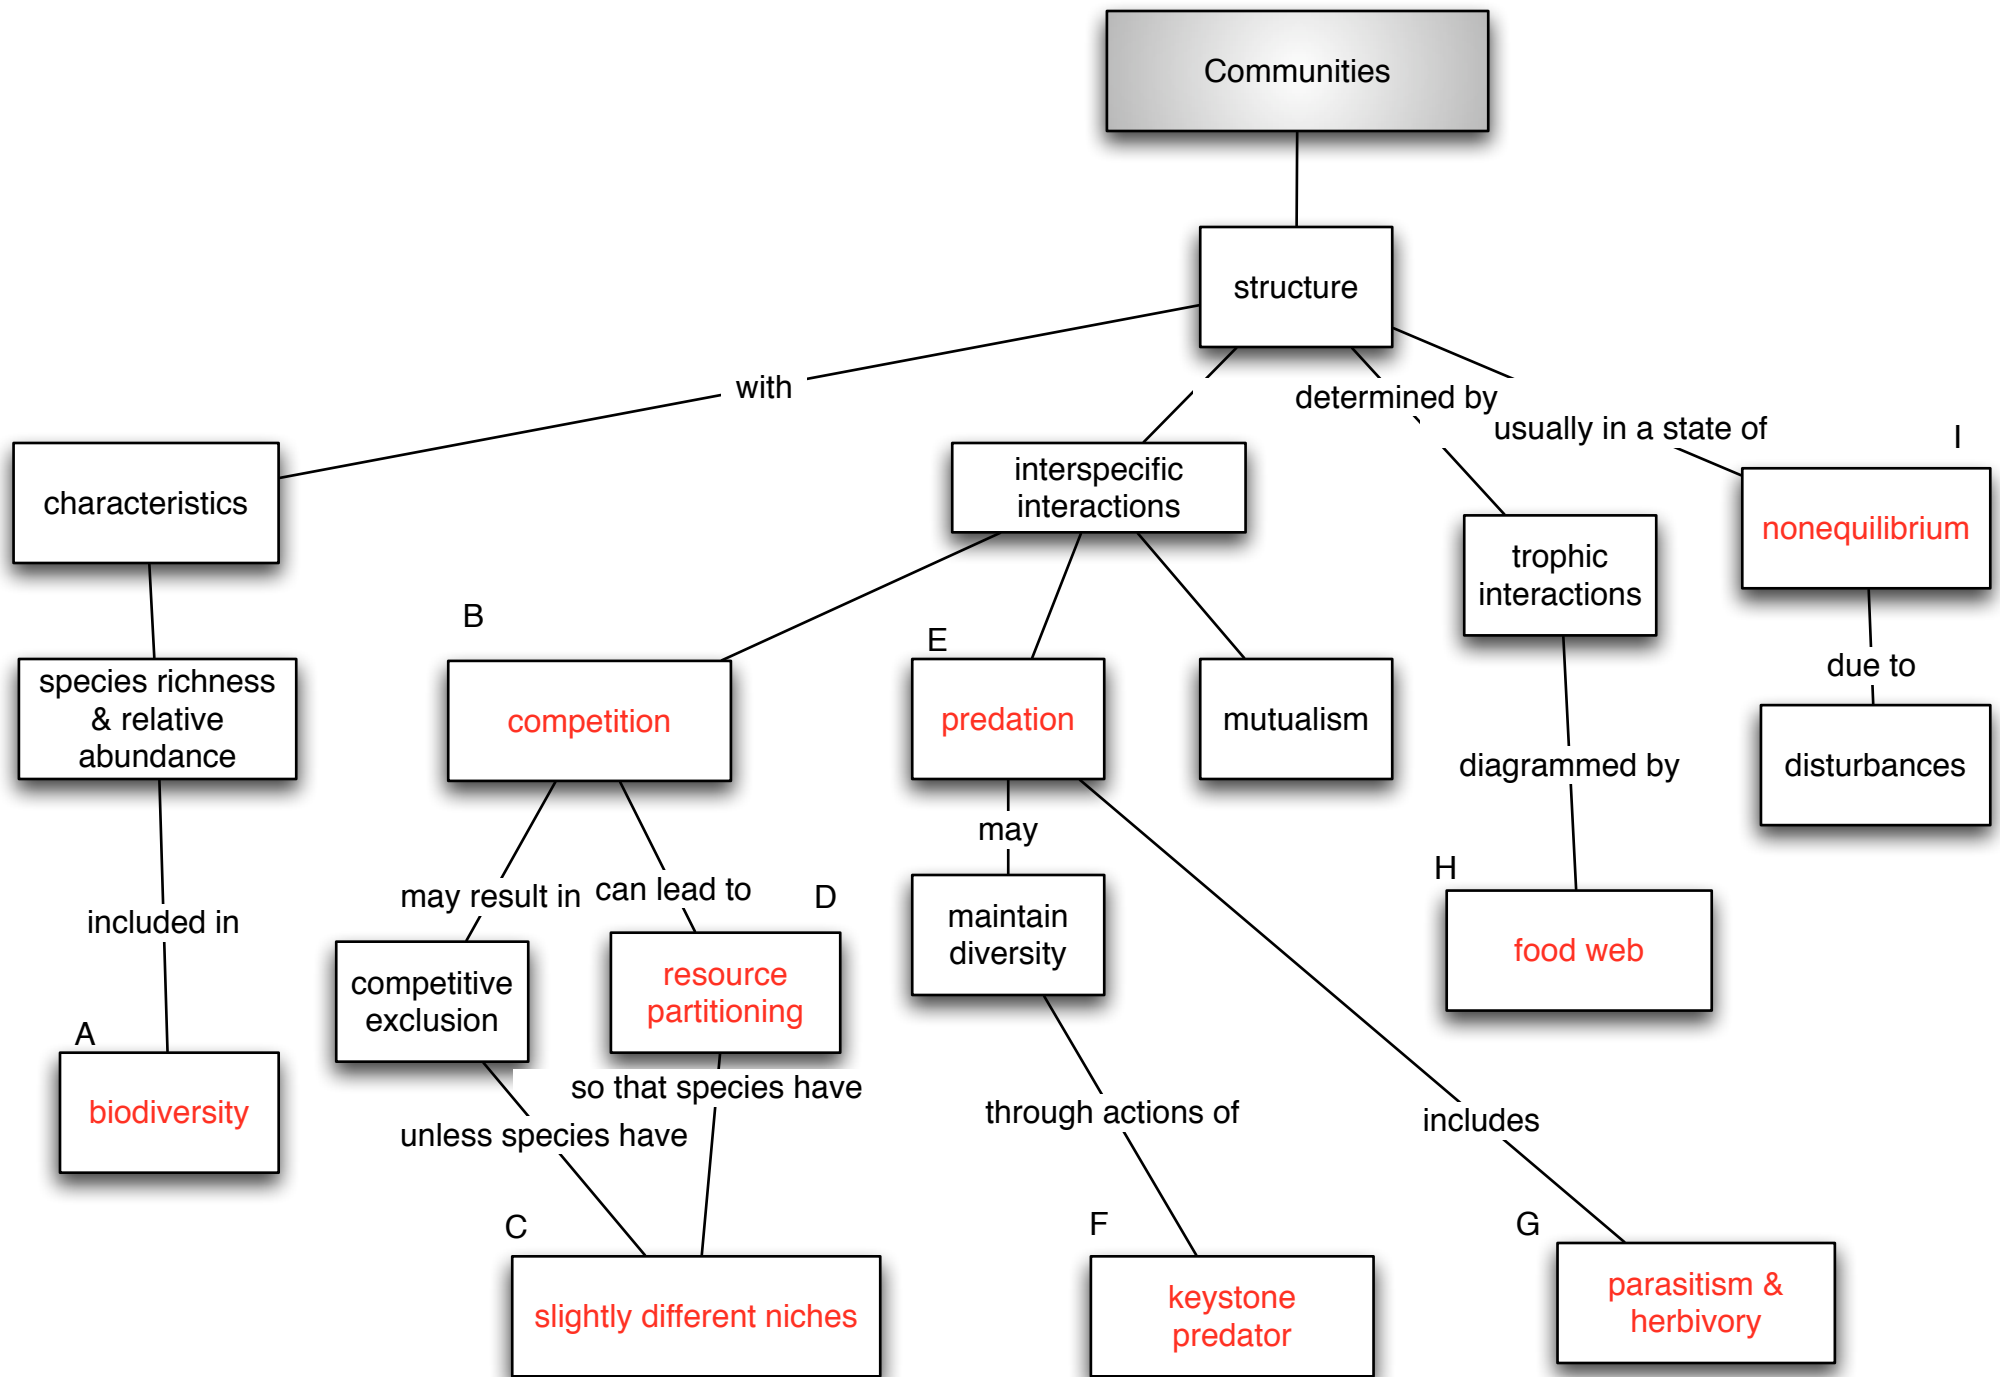 Communities
structure
with
determined by
usually in a state of
I
characteristics
interspecific
interactions
trophic
interactions
nonequilibrium
B
E
due to
species richness
& relative
abundance
competition
predation
mutualism
diagrammed by
disturbances
may
may result in
can lead to
D
H
included in
maintain
diversity
food web
competitive
exclusion
resource
partitioning
A
biodiversity
so that species have
unless species have
through actions of
includes
C
F
G
slightly different niches
keystone
predator
parasitism &
herbivory